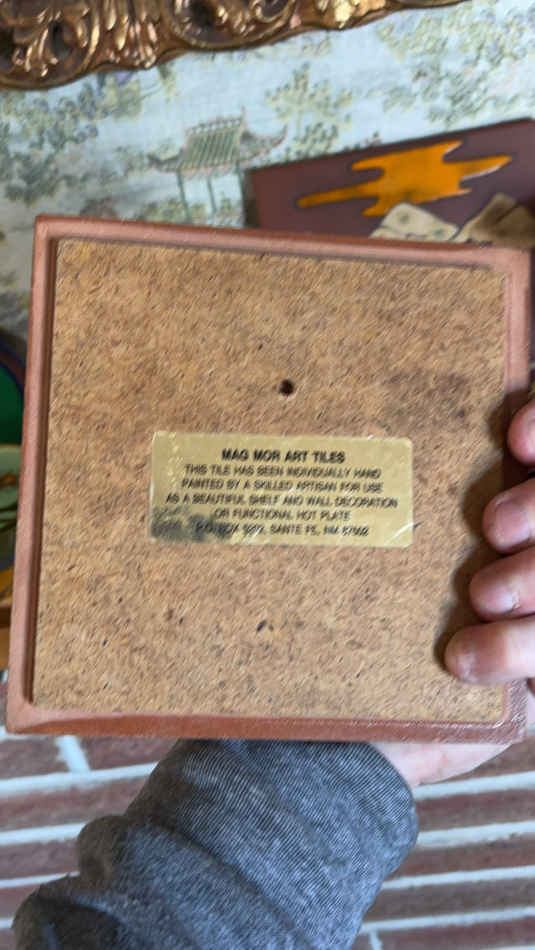 MAG MOR ART TILES
THIS TILE HAS BEEN INDIVIDUALLY HAND
PAINTED BY A SKILLED ARTISAN FOR USE
AS A BEAUTIFUL SHELF AND WALL DECORATION
OR FUNCTIONAL HOT PLATE
P.O. BOX SANTE FE, NM